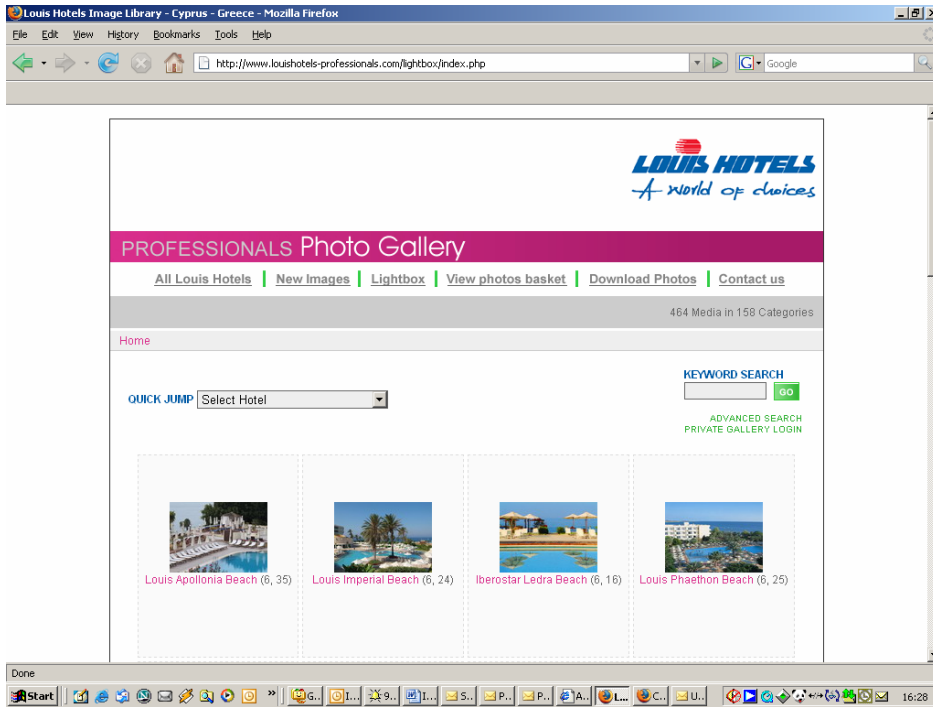 Louis Hotels Image Library - Cyprus - Greece - Mozilla Firefox
File Edit View History Bookmarks Tools Help
http://www.louishotels-professionals.com/lightbox/index.php
G Google
LOUIS HOTELS
A world of choices
PROFESSIONALS Photo Gallery
All Louis Hotels New Images Lightbox View photos basket Download Photos Contact us
464 Media in 158 Categories
Home
KEYWORD SEARCH
GO
QUICK JUMP Select Hotel
ADVANCED SEARCH
PRIVATE GALLERY LOGIN
Louis Apollonia Beach (6, 35) Louis Imperial Beach (6, 24) Iberostar Ledra Beach (6, 16) Louis Phaethon Beach (6, 25)
Done
Start » G.. I... 9.. I... S.. P.. P.. A.. L... C.. U.. 16:28